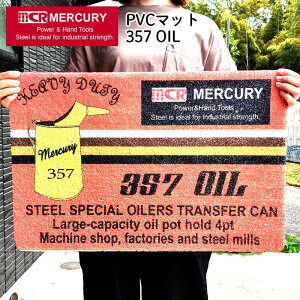 MCR MERCURY
Power & Hand Tools
Steel is ideal for industrial strength.
PVCマット
357 OIL
HEAVY DUTY
MCR MERCURY
Power&Hand Tools
Steel is Ideal for Industrial strength.
Mercury
357
357 OIL
STEEL SPECIAL OILERS TRANSFER CAN
Large-capacity oil pot hold 4pt
Machine shop, factories and steel mills